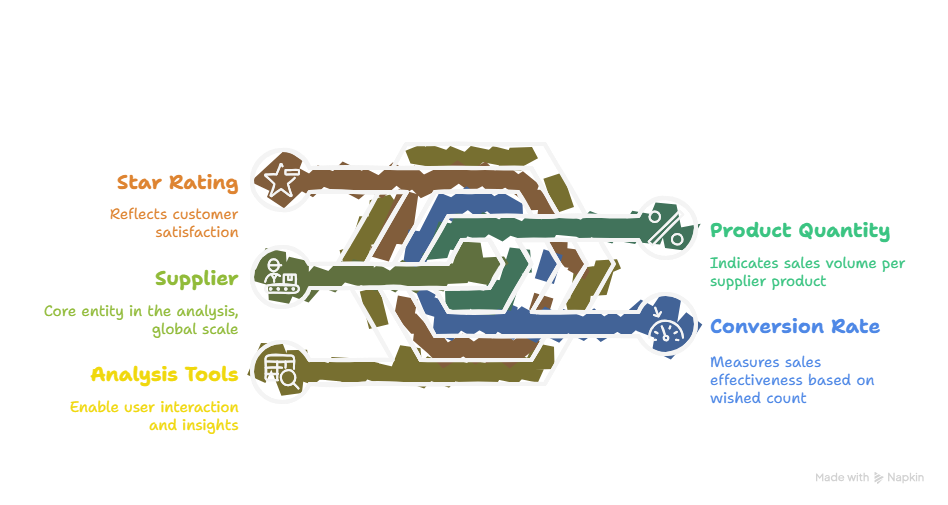 Star Rating
Reflects customer
satisfaction
Supplier
Core entity in the analysis,
global scale
Analysis Tools
Enable user interaction
and insights
Product Quantity
Indicates sales volume per
supplier product
Conversion Rate
Measures sales
effectiveness based on
wished count
Made with Napkin